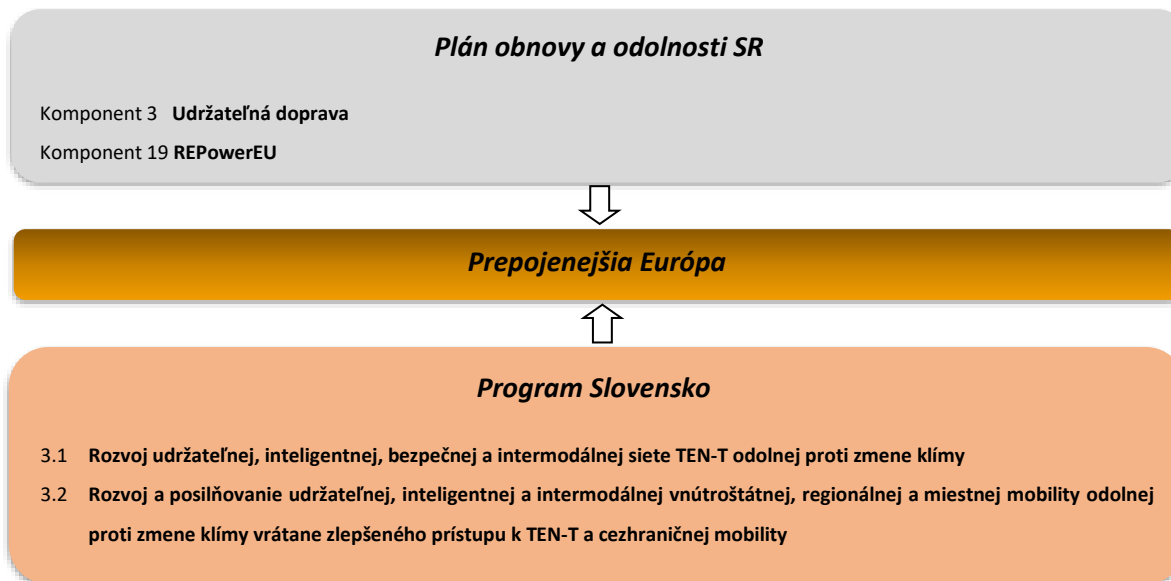 Plán obnovy a odolnosti SR
Komponent 3 Udržateľná doprava
Komponent 19 REPowerEU
Prepojenejšia Európa
Program Slovensko
3.1 Rozvoj udržateľnej, inteligentnej, bezpečnej a intermodálnej siete TEN-T odolnej proti zmene klímy
3.2 Rozvoj a posilňovanie udržateľnej, inteligentnej a intermodálnej vnútroštátnej, regionálnej a miestnej mobility odolnej
proti zmene klímy vrátane zlepšeného prístupu k TEN-T a cezhraničnej mobility